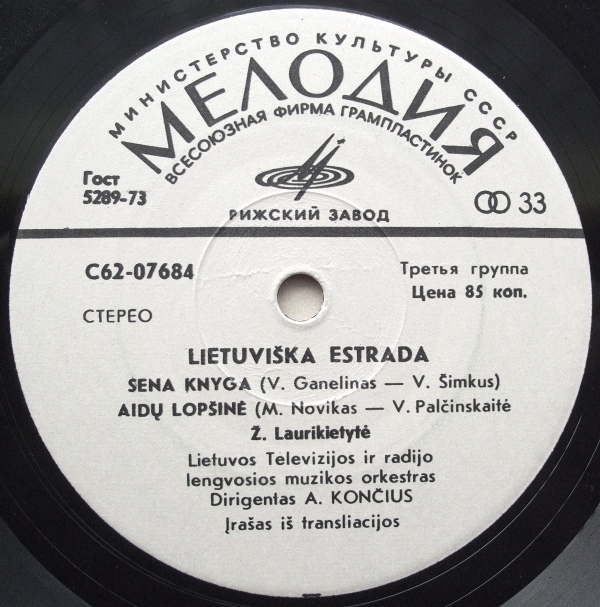 МИНИСТЕРСТВО КУЛЬТУРЫ СССР
МЕЛОДИЯ
ВСЕСОЮЗНАЯ ФИРМА ГРАМПЛАСТИНОК
Гост
5289-73
РИЖСКИЙ ЗАВОД
33
С62-07684
Третья группа
Цена 85 коп.
СТЕРЕО
LIETUVIŠKA ESTRADA
SENA KNYGA (V. Ganelinas — V. Šimkus)
AIDŲ LOPŠINĖ (M. Novikas — V. Palčinskaitė
Ž. Laurikietytė
Lietuvos Televizijos ir radijo
lengvosios muzikos orkestras
Dirigentas A. KONČIUS
Įrašas iš transliacijos